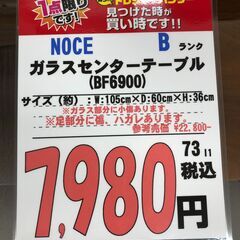 1点限り
です!
見つけた時が
買い時です!
NOCE B ランク
ガラスセンターテーブル
(BF6900)
サイズ(約):W:105cm×D:60cm×H:36cm
※ガラス部分に小傷あります。
※足部分に傷、ハガレあります。
参考売価 ¥22,800-
7,980円
7311
税込